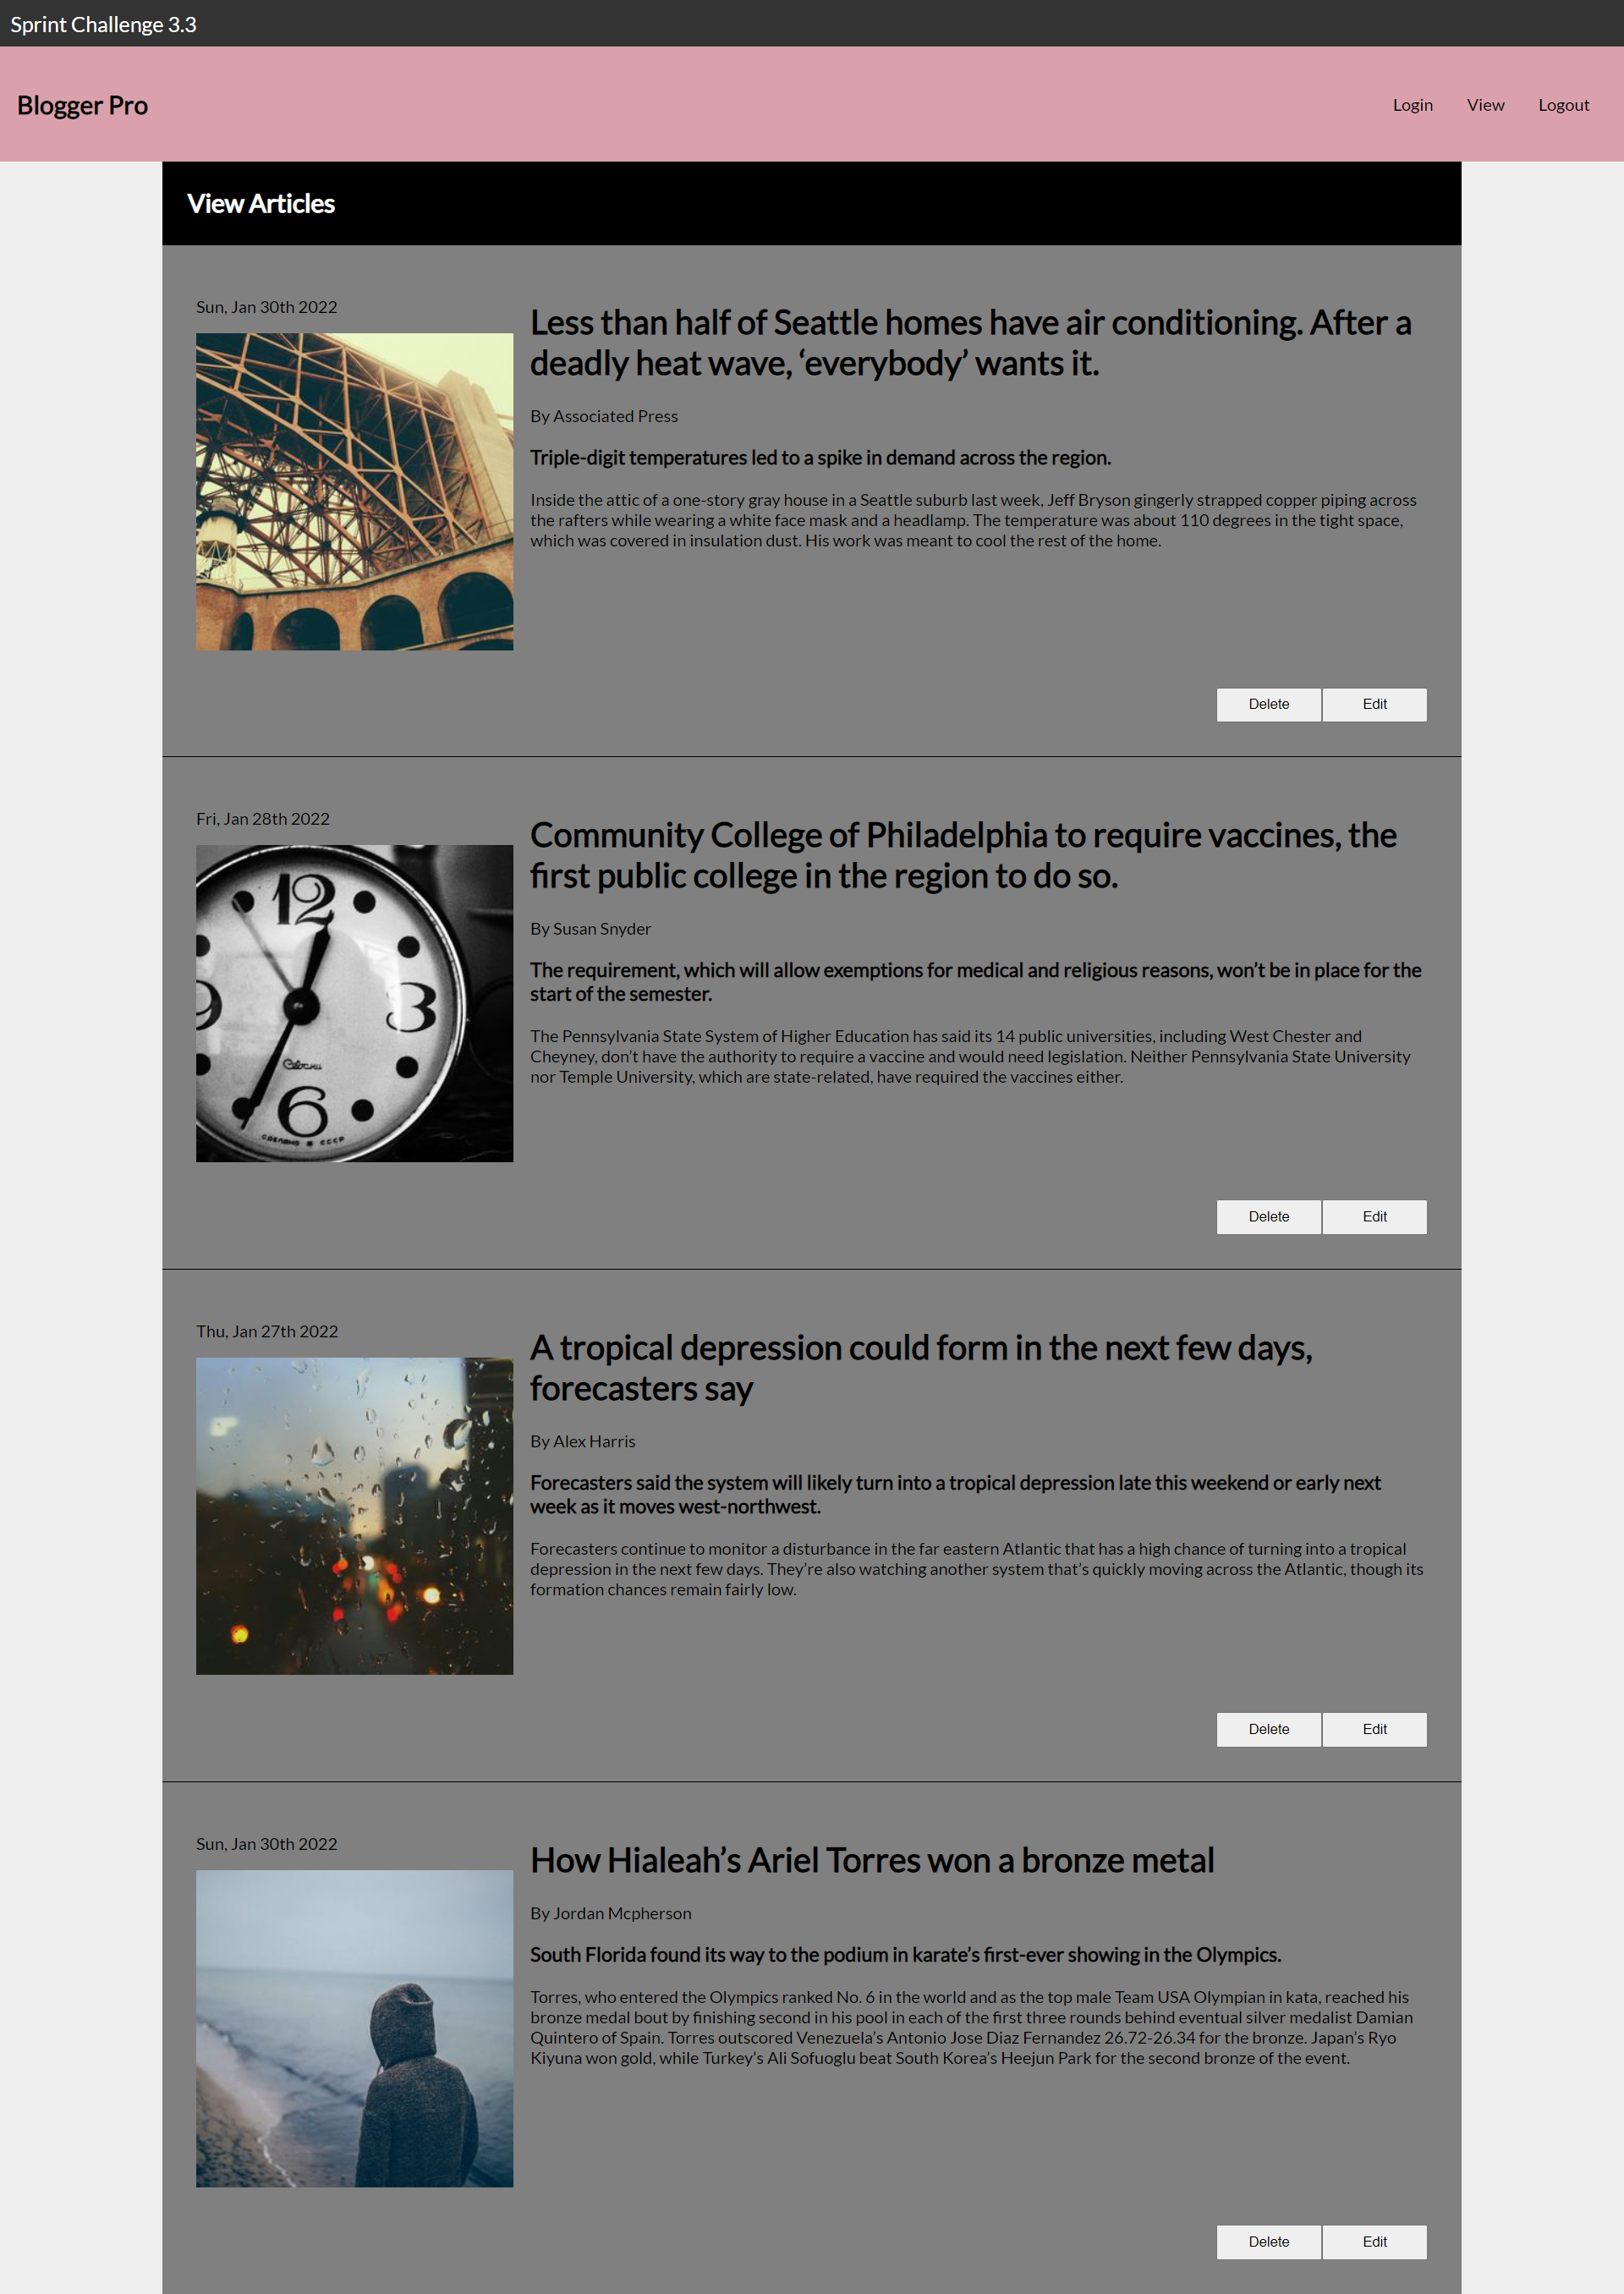 Sprint Challenge 3.3
Blogger Pro
Login
View
Logout
View Articles
Sun, Jan 30th 2022
Less than half of Seattle homes have air conditioning. After a
deadly heat wave, ‘everybody’ wants it.
By Associated Press
Triple-digit temperatures led to a spike in demand across the region.
Inside the attic of a one-story gray house in a Seattle suburb last week, Jeff Bryson gingerly strapped copper piping across
the rafters while wearing a white face mask and a headlamp. The temperature was about 110 degrees in the tight space,
which was covered in insulation dust. His work was meant to cool the rest of the home.
Delete
Edit
Fri, Jan 28th 2022
12
3
9
6
Community College of Philadelphia to require vaccines, the
first public college in the region to do so.
By Susan Snyder
The requirement, which will allow exemptions for medical and religious reasons, won’t be in place for the
start of the semester.
The Pennsylvania State System of Higher Education has said its 14 public universities, including West Chester and
Cheyney, don’t have the authority to require a vaccine and would need legislation. Neither Pennsylvania State University
nor Temple University, which are state-related, have required the vaccines either.
Delete
Edit
Thu, Jan 27th 2022
A tropical depression could form in the next few days,
forecasters say
By Alex Harris
Forecasters said the system will likely turn into a tropical depression late this weekend or early next
week as it moves west-northwest.
Forecasters continue to monitor a disturbance in the far eastern Atlantic that has a high chance of turning into a tropical
depression in the next few days. They’re also watching another system that’s quickly moving across the Atlantic, though its
formation chances remain fairly low.
Delete
Edit
Sun, Jan 30th 2022
How Hialeah’s Ariel Torres won a bronze metal
By Jordan Mcpherson
South Florida found its way to the podium in karate’s first-ever showing in the Olympics.
Torres, who entered the Olympics ranked No. 6 in the world and as the top male Team USA Olympian in kata, reached his
bronze medal bout by finishing second in his pool in each of the first three rounds behind eventual silver medalist Damian
Quintero of Spain. Torres outscored Venezuela’s Antonio Jose Diaz Fernandez 26.72-26.34 for the bronze. Japan’s Ryo
Kiyuna won gold, while Turkey’s Ali Sofuoglu beat South Korea’s Heejun Park for the second bronze of the event.
Delete
Edit